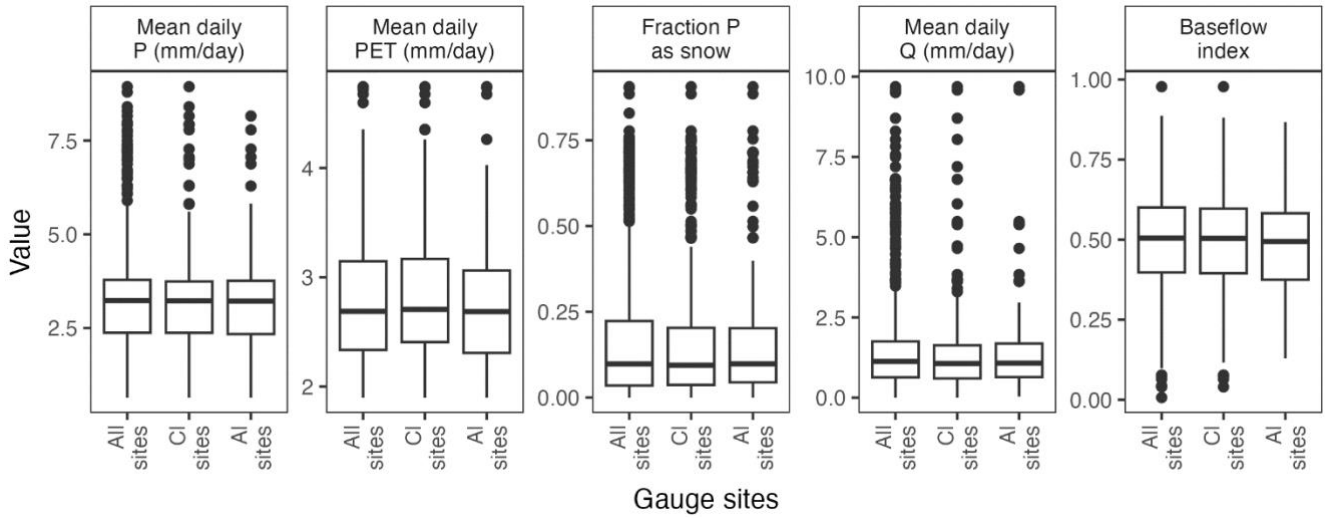 Mean daily
P (mm/day)
Mean daily
PET (mm/day)
Fraction P
as snow
Mean daily
Q (mm/day)
Baseflow
index
Value
7.5
5.0
2.5
4
3
2
0.75
0.50
0.25
0.00
10.0
7.5
5.0
2.5
0.0
1.00
0.75
0.50
0.25
0.00
All
sites
CI
sites
AI
sites
All
sites
CI
sites
AI
sites
All
sites
CI
sites
AI
sites
All
sites
CI
sites
AI
sites
All
sites
CI
sites
AI
sites
Gauge sites